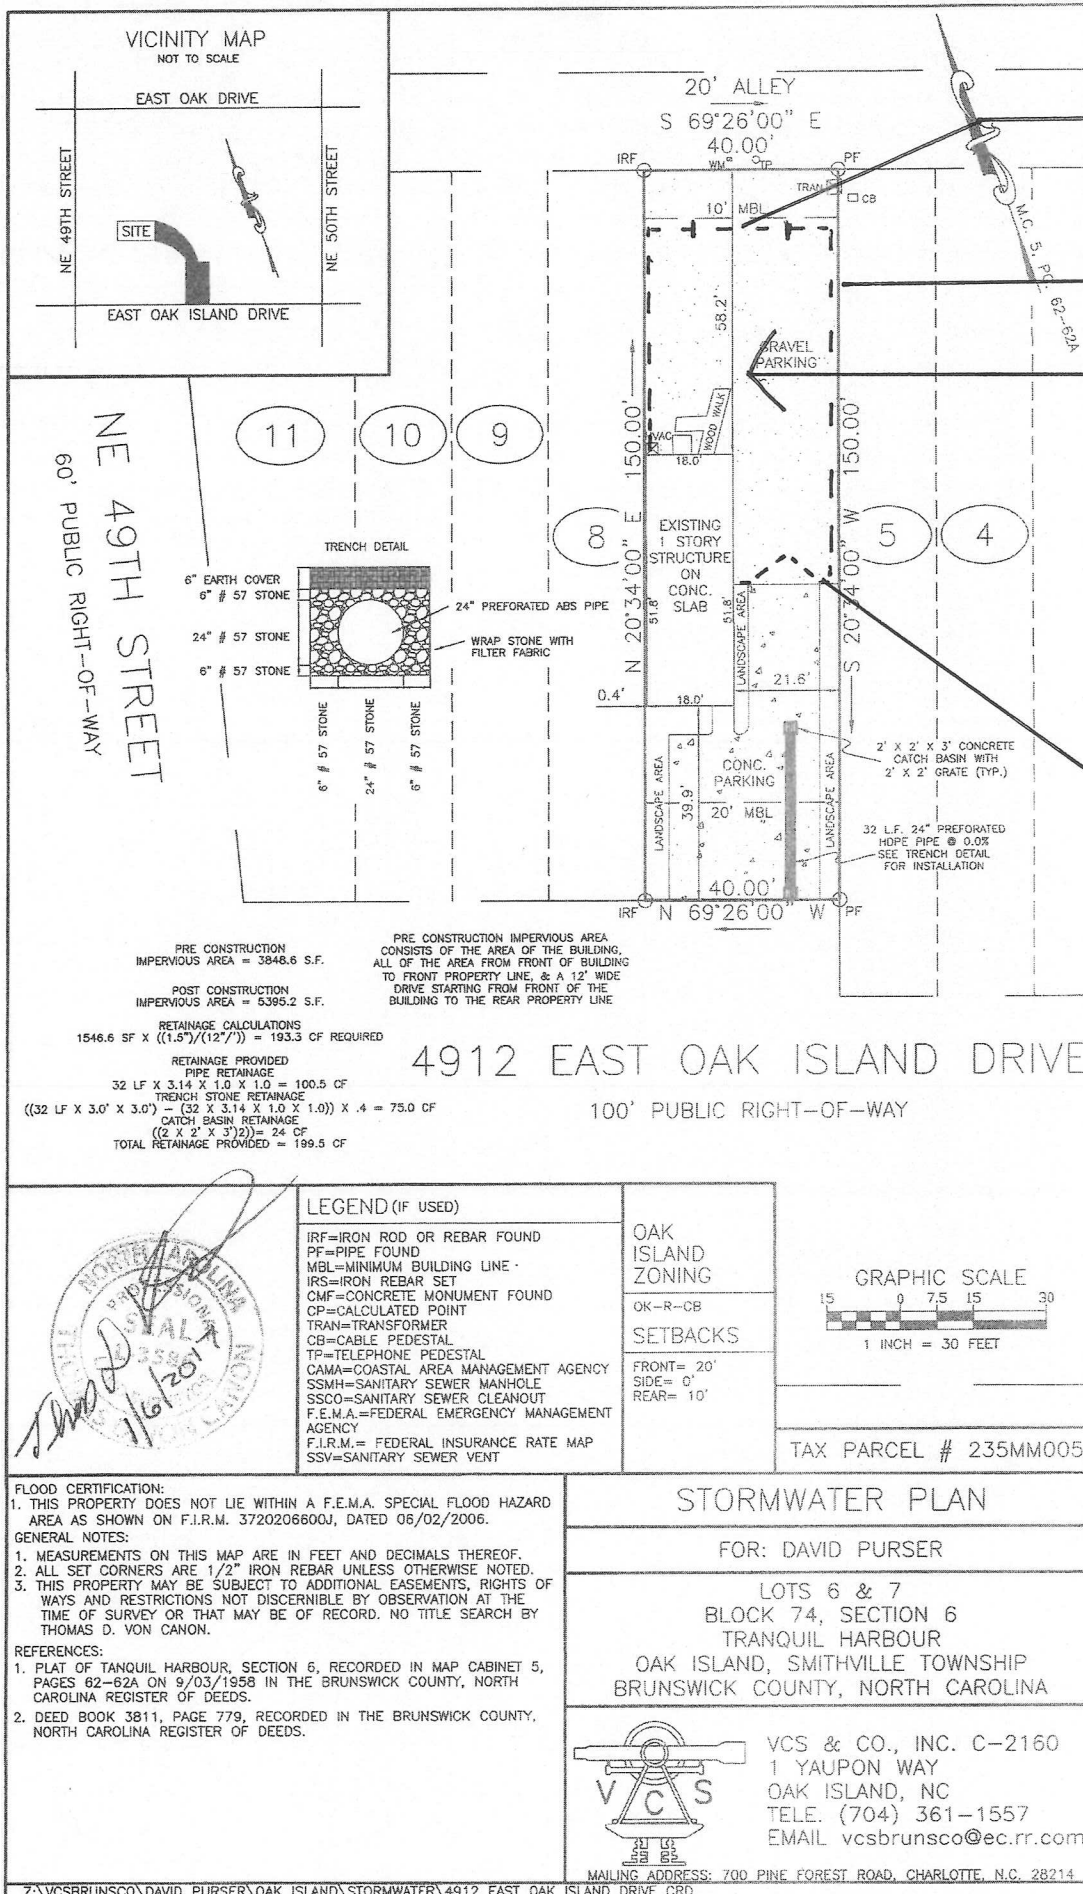 VICINITY MAP
NOT TO SCALE
EAST OAK DRIVE
NE 49TH STREET
NE 50TH STREET
SITE
EAST OAK ISLAND DRIVE
20' ALLEY
S 69°26'00" E
40.00'
IRF
WM
TP
PF
TRAN
CB
10' MBL
M.C. 5, PG. 62-62A
58.2'
GRAVEL
PARKING
WOOD WALK
HVAC
18.0'
N 20°34'00" E 150.00'
S 20°34'00" W 150.00'
11
10
9
8
5
4
NE 49TH STREET
60' PUBLIC RIGHT-OF-WAY
EXISTING
1 STORY
STRUCTURE
ON
CONC.
SLAB
51.8'
51.8'
LANDSCAPE AREA
21.6'
0.4'
18.0'
TRENCH DETAIL
6" EARTH COVER
6" # 57 STONE
24" # 57 STONE
6" # 57 STONE
24" PREFORATED ABS PIPE
WRAP STONE WITH
FILTER FABRIC
6" # 57 STONE
24" # 57 STONE
6" # 57 STONE
CONC.
PARKING
LANDSCAPE AREA
39.9'
20' MBL
LANDSCAPE AREA
2' X 2' X 3' CONCRETE
CATCH BASIN WITH
2' X 2' GRATE (TYP.)
32 L.F. 24" PREFORATED
HDPE PIPE @ 0.0%
SEE TRENCH DETAIL
FOR INSTALLATION
40.00'
IRF
N 69°26'00" W
PF
PRE CONSTRUCTION
IMPERVIOUS AREA = 3848.6 S.F.
POST CONSTRUCTION
IMPERVIOUS AREA = 5395.2 S.F.
RETAINAGE CALCULATIONS
1546.6 SF X ((1.5")/(12"/')) = 193.3 CF REQUIRED
RETAINAGE PROVIDED
PIPE RETAINAGE
32 LF X 3.14 X 1.0 X 1.0 = 100.5 CF
TRENCH STONE RETAINAGE
((32 LF X 3.0' X 3.0') - (32 X 3.14 X 1.0 X 1.0)) X .4 = 75.0 CF
CATCH BASIN RETAINAGE
((2 X 2' X 3')2))= 24 CF
TOTAL RETAINAGE PROVIDED = 199.5 CF
PRE CONSTRUCTION IMPERVIOUS AREA
CONSISTS OF THE AREA OF THE BUILDING,
ALL OF THE AREA FROM FRONT OF BUILDING
TO FRONT PROPERTY LINE, & A 12' WIDE
DRIVE STARTING FROM FRONT OF THE
BUILDING TO THE REAR PROPERTY LINE
4912 EAST OAK ISLAND DRIVE
100' PUBLIC RIGHT-OF-WAY
NORTH CAROLINA
PROFESSIONAL
SEAL
1/6/2017
LEGEND (IF USED)
IRF=IRON ROD OR REBAR FOUND
PF=PIPE FOUND
MBL=MINIMUM BUILDING LINE
IRS=IRON REBAR SET
CMF=CONCRETE MONUMENT FOUND
CP=CALCULATED POINT
TRAN=TRANSFORMER
CB=CABLE PEDESTAL
TP=TELEPHONE PEDESTAL
CAMA=COASTAL AREA MANAGEMENT AGENCY
SSMH=SANITARY SEWER MANHOLE
SSCO=SANITARY SEWER CLEANOUT
F.E.M.A.=FEDERAL EMERGENCY MANAGEMENT
AGENCY
F.I.R.M.= FEDERAL INSURANCE RATE MAP
SSV=SANITARY SEWER VENT
OAK
ISLAND
ZONING
OK-R-CB
SETBACKS
FRONT= 20'
SIDE= 0'
REAR= 10'
GRAPHIC SCALE
15 0 7.5 15 30
1 INCH = 30 FEET
TAX PARCEL # 235MM005
FLOOD CERTIFICATION:
1. THIS PROPERTY DOES NOT LIE WITHIN A F.E.M.A. SPECIAL FLOOD HAZARD
AREA AS SHOWN ON F.I.R.M. 3720206600J, DATED 06/02/2006.
GENERAL NOTES:
1. MEASUREMENTS ON THIS MAP ARE IN FEET AND DECIMALS THEREOF.
2. ALL SET CORNERS ARE 1/2" IRON REBAR UNLESS OTHERWISE NOTED.
3. THIS PROPERTY MAY BE SUBJECT TO ADDITIONAL EASEMENTS, RIGHTS OF
WAYS AND RESTRICTIONS NOT DISCERNIBLE BY OBSERVATION AT THE
TIME OF SURVEY OR THAT MAY BE OF RECORD. NO TITLE SEARCH BY
THOMAS D. VON CANON.
REFERENCES:
1. PLAT OF TANQUIL HARBOUR, SECTION 6, RECORDED IN MAP CABINET 5,
PAGES 62-62A ON 9/03/1958 IN THE BRUNSWICK COUNTY, NORTH
CAROLINA REGISTER OF DEEDS.
2. DEED BOOK 3811, PAGE 779, RECORDED IN THE BRUNSWICK COUNTY,
NORTH CAROLINA REGISTER OF DEEDS.
STORMWATER PLAN
FOR: DAVID PURSER
LOTS 6 & 7
BLOCK 74, SECTION 6
TRANQUIL HARBOUR
OAK ISLAND, SMITHVILLE TOWNSHIP
BRUNSWICK COUNTY, NORTH CAROLINA
V C S
VCS & CO., INC. C-2160
1 YAUPON WAY
OAK ISLAND, NC
TELE. (704) 361-1557
EMAIL vcsbrunsco@ec.rr.com
MAILING ADDRESS: 700 PINE FOREST ROAD, CHARLOTTE, N.C. 28214
Z:\VCSBRUNSCO\DAVID PURSER\OAK ISLAND\STORMWATER\4912 EAST OAK ISLAND DRIVE.CRD